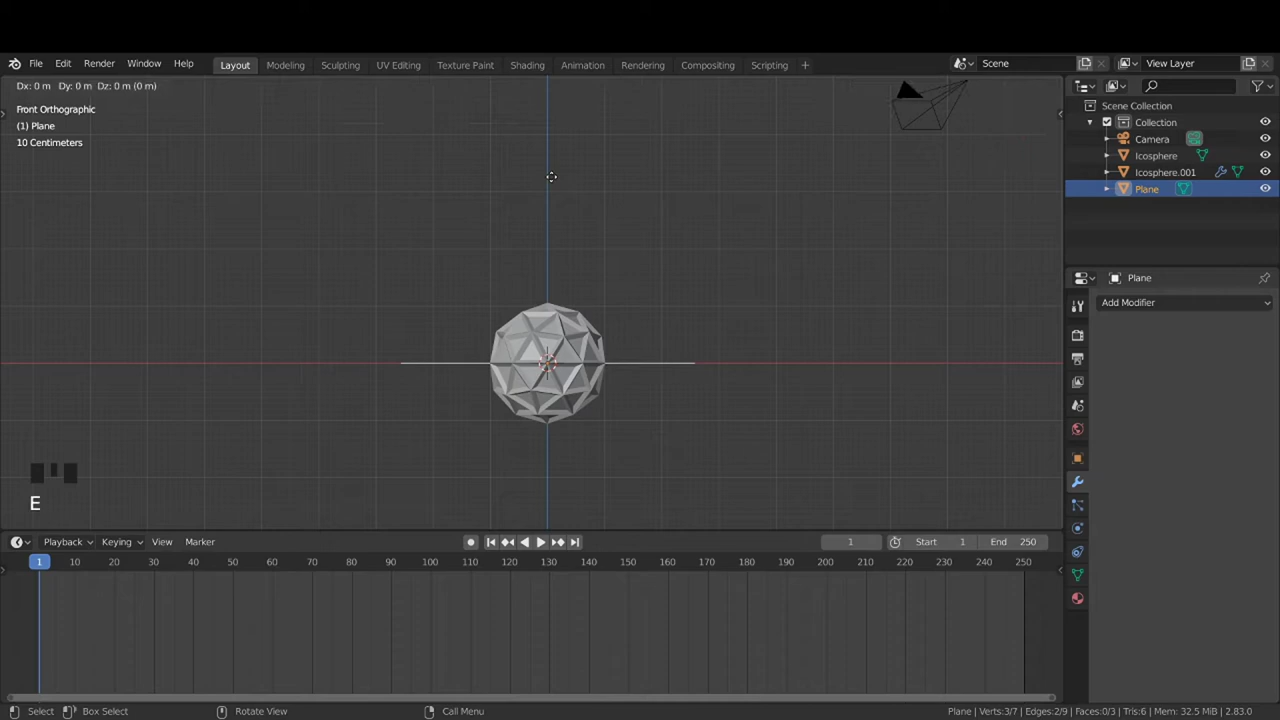 File Edit Render Window Help Layout Modeling Sculpting UV Editing Texture Paint Shading Animation Rendering Compositing Scripting + Scene View Layer
Dx: 0 m Dy: 0 m Dz: 0 m (0 m)
Front Orthographic
(1) Plane
10 Centimeters
Scene Collection
Collection
Camera
Icosphere
Icosphere.001
Plane
Plane
Add Modifier
E
Playback Keying View Marker 1 Start 1 End 250
1 10 20 30 40 50 60 70 80 90 100 110 120 130 140 150 160 170 180 190 200 210 220 230 240 250
Select Box Select Rotate View Call Menu Plane | Verts:3/7 | Edges:2/9 | Faces:0/3 | Tris:6 | Mem: 32.5 MiB | 2.83.0